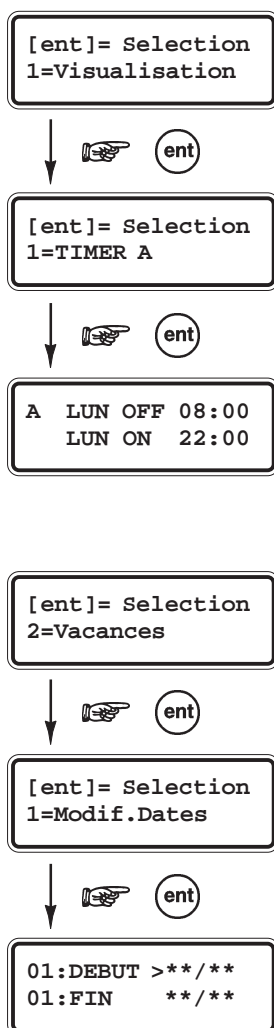 [ent]= Selection
1=Visualisation
ent
[ent]= Selection
1=TIMER A
ent
A LUN OFF 08:00
LUN ON 22:00
[ent]= Selection
2=Vacances
ent
[ent]= Selection
1=Modif.Dates
ent
01:DEBUT >**/**
01:FIN **/**